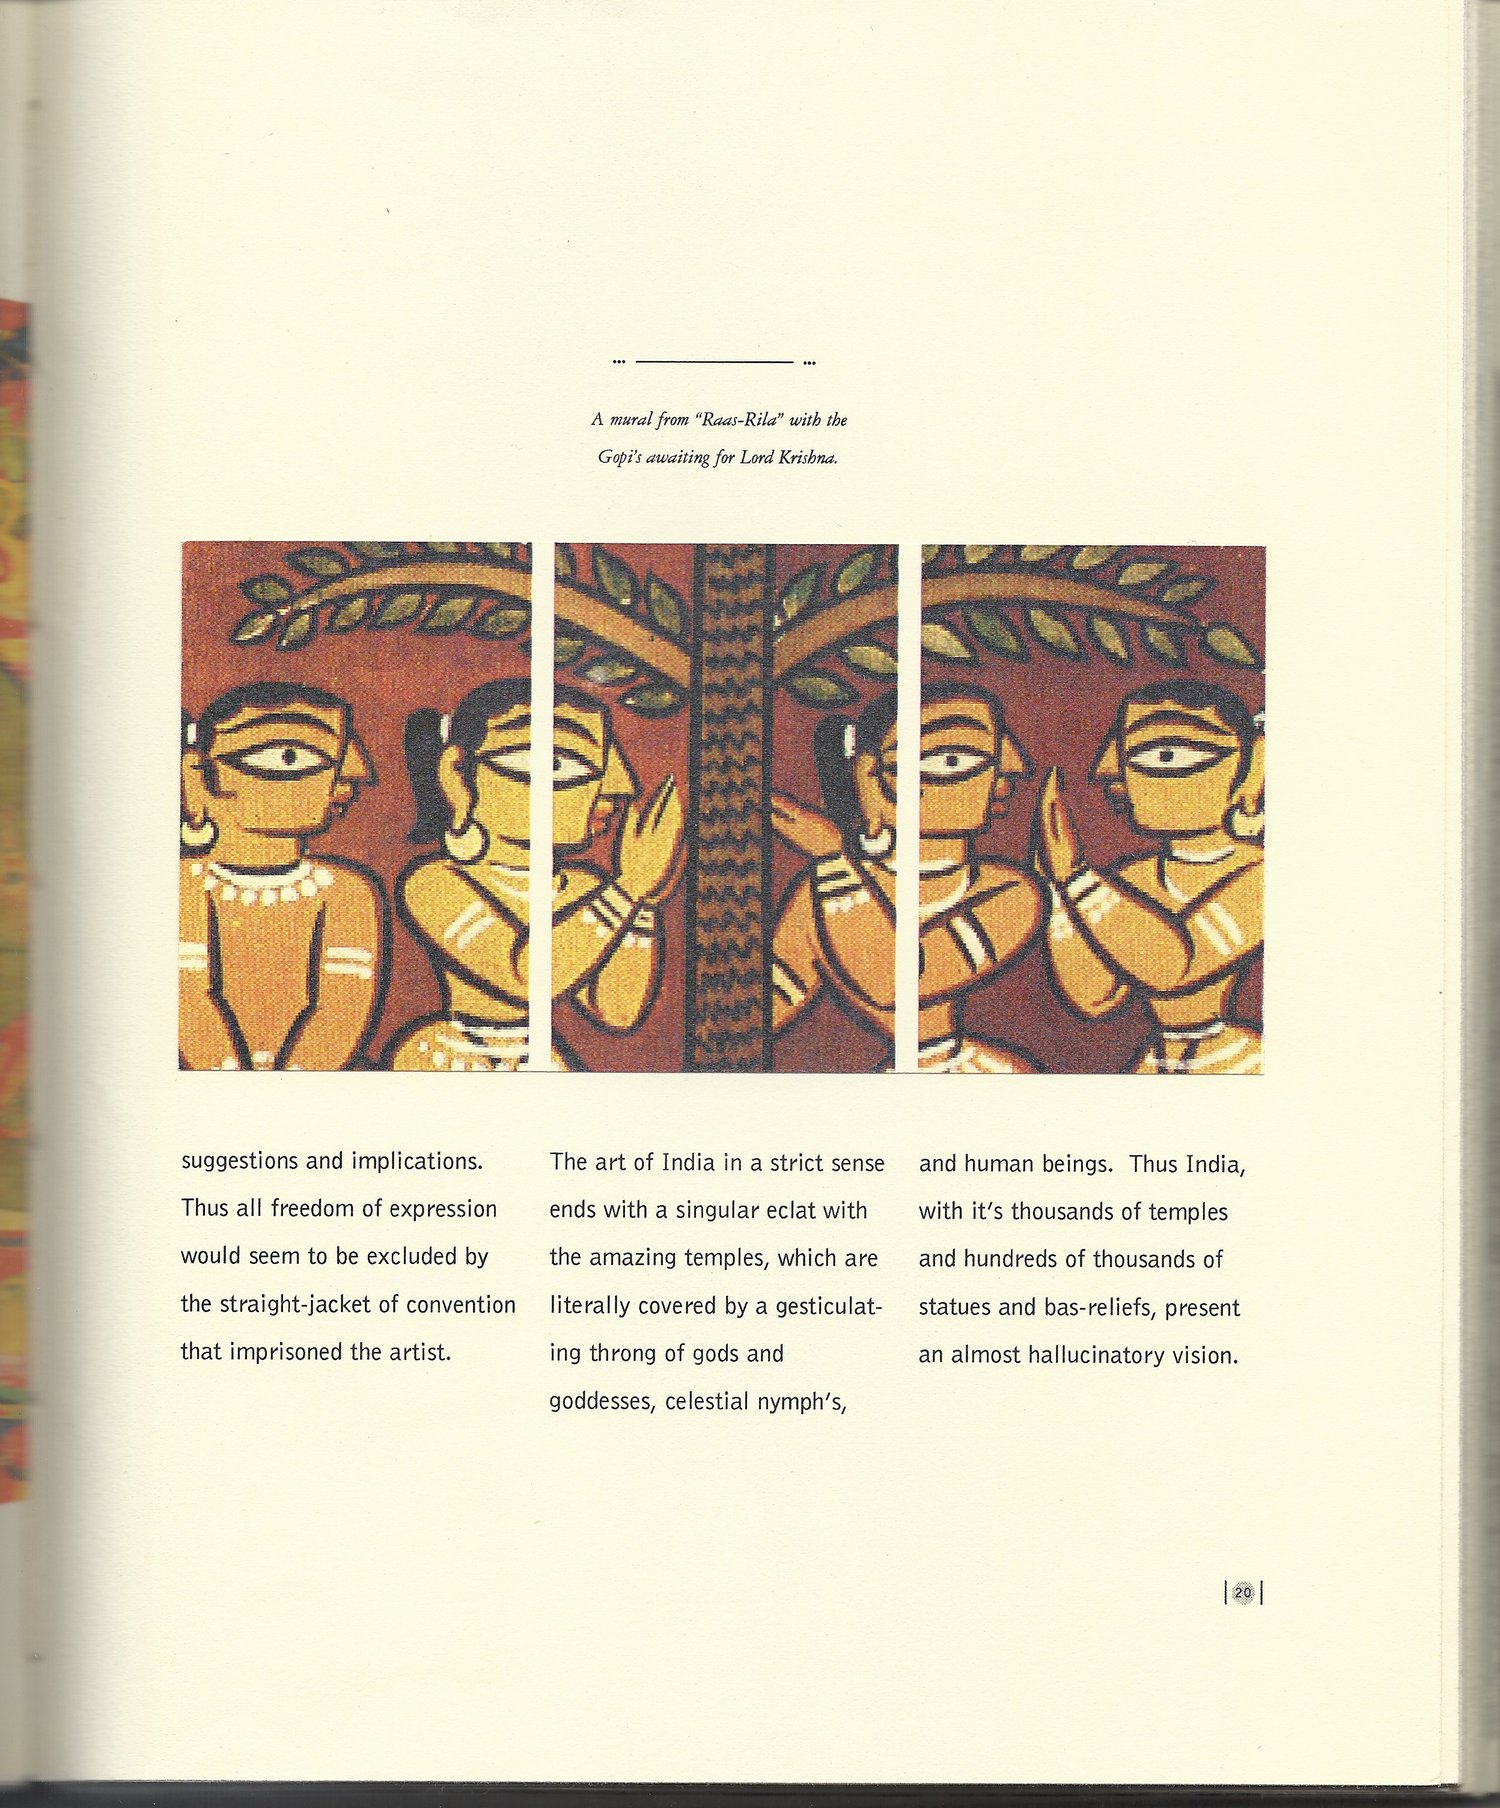 A mural from “Raas-Rila” with the
Gopi's awaiting for Lord Krishna.
suggestions and implications.
Thus all freedom of expression
would seem to be excluded by
the straight-jacket of convention
that imprisoned the artist.
The art of India in a strict sense
ends with a singular eclat with
the amazing temples, which are
literally covered by a gesticulat-
ing throng of gods and
goddesses, celestial nymph's,
and human beings.  Thus India,
with it's thousands of temples
and hundreds of thousands of
statues and bas-reliefs, present
an almost hallucinatory vision.
20